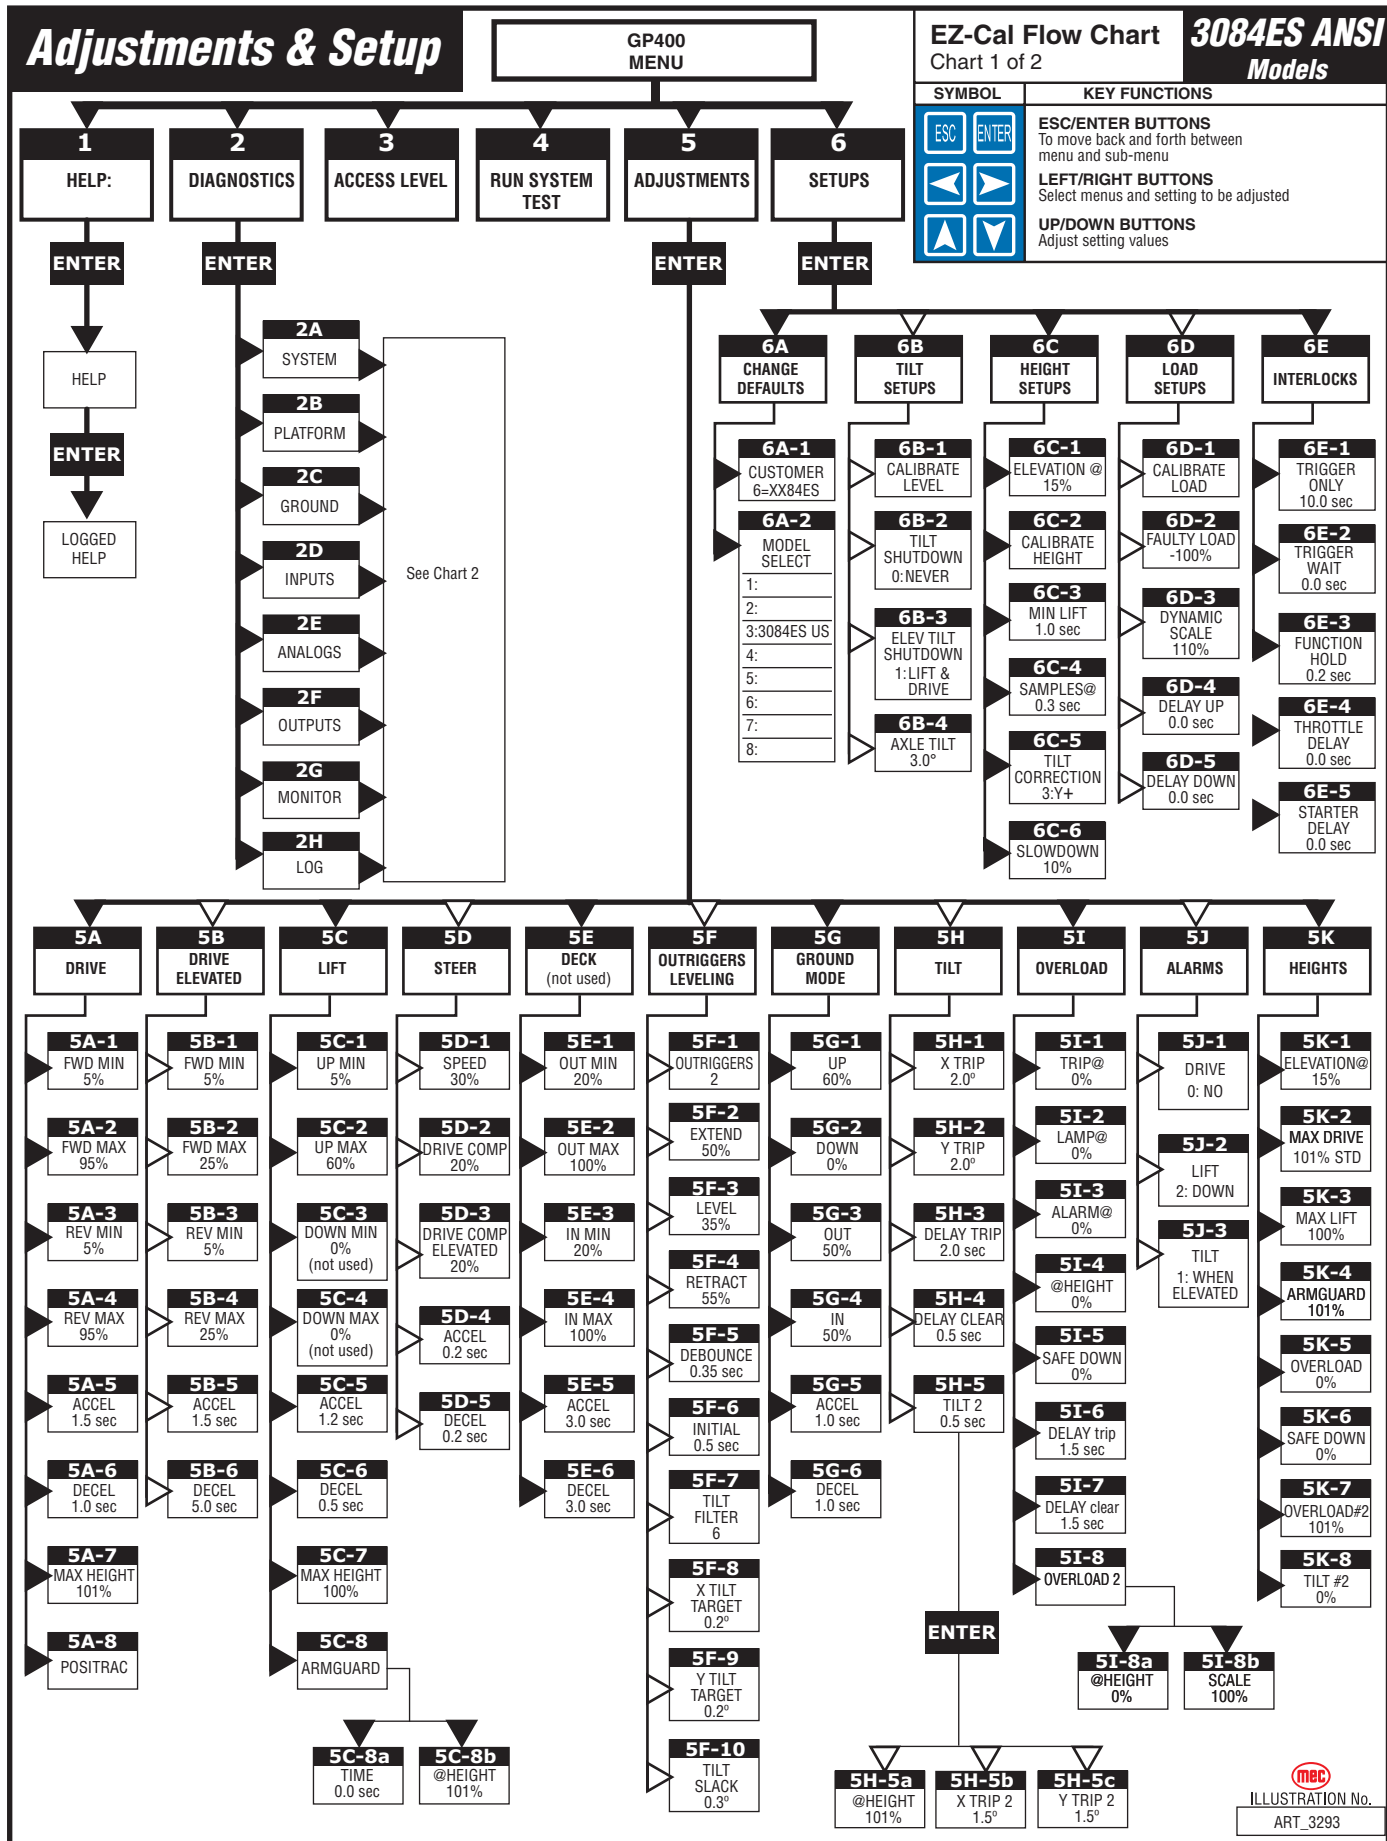 Adjustments & Setup
GP400
MENU
EZ-Cal Flow Chart
Chart 1 of 2
3084ES ANSI
Models
SYMBOL
KEY FUNCTIONS
ESC
ENTER
ESC/ENTER BUTTONS
To move back and forth between
menu and sub-menu
LEFT/RIGHT BUTTONS
Select menus and setting to be adjusted
UP/DOWN BUTTONS
Adjust setting values
1
HELP:
2
DIAGNOSTICS
3
ACCESS LEVEL
4
RUN SYSTEM
TEST
5
ADJUSTMENTS
6
SETUPS
ENTER
ENTER
ENTER
ENTER
HELP
ENTER
LOGGED
HELP
2A
SYSTEM
2B
PLATFORM
2C
GROUND
2D
INPUTS
2E
ANALOGS
2F
OUTPUTS
2G
MONITOR
2H
LOG
See Chart 2
6A
CHANGE
DEFAULTS
6A-1
CUSTOMER
6=XX84ES
6A-2
MODEL
SELECT
1:
2:
3:3084ES US
4:
5:
6:
7:
8:
6B
TILT
SETUPS
6B-1
CALIBRATE
LEVEL
6B-2
TILT
SHUTDOWN
0:NEVER
6B-3
ELEV TILT
SHUTDOWN
1:LIFT &
DRIVE
6B-4
AXLE TILT
3.0°
6C
HEIGHT
SETUPS
6C-1
ELEVATION @
15%
6C-2
CALIBRATE
HEIGHT
6C-3
MIN LIFT
1.0 sec
6C-4
SAMPLES@
0.3 sec
6C-5
TILT
CORRECTION
3:Y+
6C-6
SLOWDOWN
10%
6D
LOAD
SETUPS
6D-1
CALIBRATE
LOAD
6D-2
FAULTY LOAD
-100%
6D-3
DYNAMIC
SCALE
110%
6D-4
DELAY UP
0.0 sec
6D-5
DELAY DOWN
0.0 sec
6E
INTERLOCKS
6E-1
TRIGGER
ONLY
10.0 sec
6E-2
TRIGGER
WAIT
0.0 sec
6E-3
FUNCTION
HOLD
0.2 sec
6E-4
THROTTLE
DELAY
0.0 sec
6E-5
STARTER
DELAY
0.0 sec
5A
DRIVE
5A-1
FWD MIN
5%
5A-2
FWD MAX
95%
5A-3
REV MIN
5%
5A-4
REV MAX
95%
5A-5
ACCEL
1.5 sec
5A-6
DECEL
1.0 sec
5A-7
MAX HEIGHT
101%
5A-8
POSITRAC
5B
DRIVE
ELEVATED
5B-1
FWD MIN
5%
5B-2
FWD MAX
25%
5B-3
REV MIN
5%
5B-4
REV MAX
25%
5B-5
ACCEL
1.5 sec
5B-6
DECEL
5.0 sec
5C
LIFT
5C-1
UP MIN
5%
5C-2
UP MAX
60%
5C-3
DOWN MIN
0%
(not used)
5C-4
DOWN MAX
0%
(not used)
5C-5
ACCEL
1.2 sec
5C-6
DECEL
0.5 sec
5C-7
MAX HEIGHT
100%
5C-8
ARMGUARD
5C-8a
TIME
0.0 sec
5C-8b
@HEIGHT
101%
5D
STEER
5D-1
SPEED
30%
5D-2
DRIVE COMP
20%
5D-3
DRIVE COMP
ELEVATED
20%
5D-4
ACCEL
0.2 sec
5D-5
DECEL
0.2 sec
5E
DECK
(not used)
5E-1
OUT MIN
20%
5E-2
OUT MAX
100%
5E-3
IN MIN
20%
5E-4
IN MAX
100%
5E-5
ACCEL
3.0 sec
5E-6
DECEL
3.0 sec
5F
OUTRIGGERS
LEVELING
5F-1
OUTRIGGERS
2
5F-2
EXTEND
50%
5F-3
LEVEL
35%
5F-4
RETRACT
55%
5F-5
DEBOUNCE
0.35 sec
5F-6
INITIAL
0.5 sec
5F-7
TILT
FILTER
6
5F-8
X TILT
TARGET
0.2°
5F-9
Y TILT
TARGET
0.2°
5F-10
TILT
SLACK
0.3°
5G
GROUND
MODE
5G-1
UP
60%
5G-2
DOWN
0%
5G-3
OUT
50%
5G-4
IN
50%
5G-5
ACCEL
1.0 sec
5G-6
DECEL
1.0 sec
5H
TILT
5H-1
X TRIP
2.0°
5H-2
Y TRIP
2.0°
5H-3
DELAY TRIP
2.0 sec
5H-4
DELAY CLEAR
0.5 sec
5H-5
TILT 2
0.5 sec
ENTER
5H-5a
@HEIGHT
101%
5H-5b
X TRIP 2
1.5°
5H-5c
Y TRIP 2
1.5°
5I
OVERLOAD
5I-1
TRIP@
0%
5I-2
LAMP@
0%
5I-3
ALARM@
0%
5I-4
@HEIGHT
0%
5I-5
SAFE DOWN
0%
5I-6
DELAY trip
1.5 sec
5I-7
DELAY clear
1.5 sec
5I-8
OVERLOAD 2
5I-8a
@HEIGHT
0%
5I-8b
SCALE
100%
5J
ALARMS
5J-1
DRIVE
0: NO
5J-2
LIFT
2: DOWN
5J-3
TILT
1: WHEN
ELEVATED
5K
HEIGHTS
5K-1
ELEVATION@
15%
5K-2
MAX DRIVE
101% STD
5K-3
MAX LIFT
100%
5K-4
ARMGUARD
101%
5K-5
OVERLOAD
0%
5K-6
SAFE DOWN
0%
5K-7
OVERLOAD#2
101%
5K-8
TILT #2
0%
mec
ILLUSTRATION No.
ART_3293